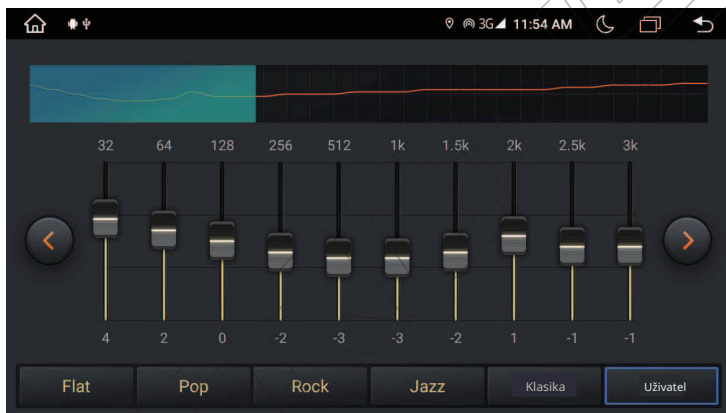 3G 11:54 AM
32 64 128 256 512 1k 1.5k 2k 2.5k 3k
4 2 0 -2 -3 -3 -2 1 -1 -1
Flat Pop Rock Jazz Klasika Uživatel